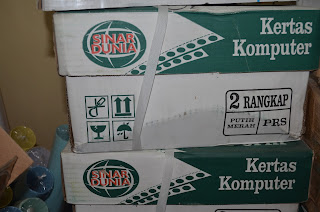 SINAR
DUNIA
Kertas
Komputer
2 RANGKAP
PUTIH
MERAH
PRS
SINAR
DUNIA
Kertas
Komputer